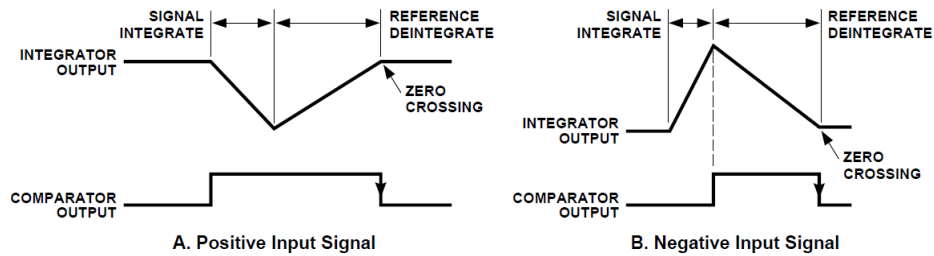 SIGNAL
INTEGRATE
REFERENCE
DEINTEGRATE
INTEGRATOR
OUTPUT
ZERO
CROSSING
COMPARATOR
OUTPUT
A. Positive Input Signal
SIGNAL
INTEGRATE
REFERENCE
DEINTEGRATE
INTEGRATOR
OUTPUT
ZERO
CROSSING
COMPARATOR
OUTPUT
B. Negative Input Signal